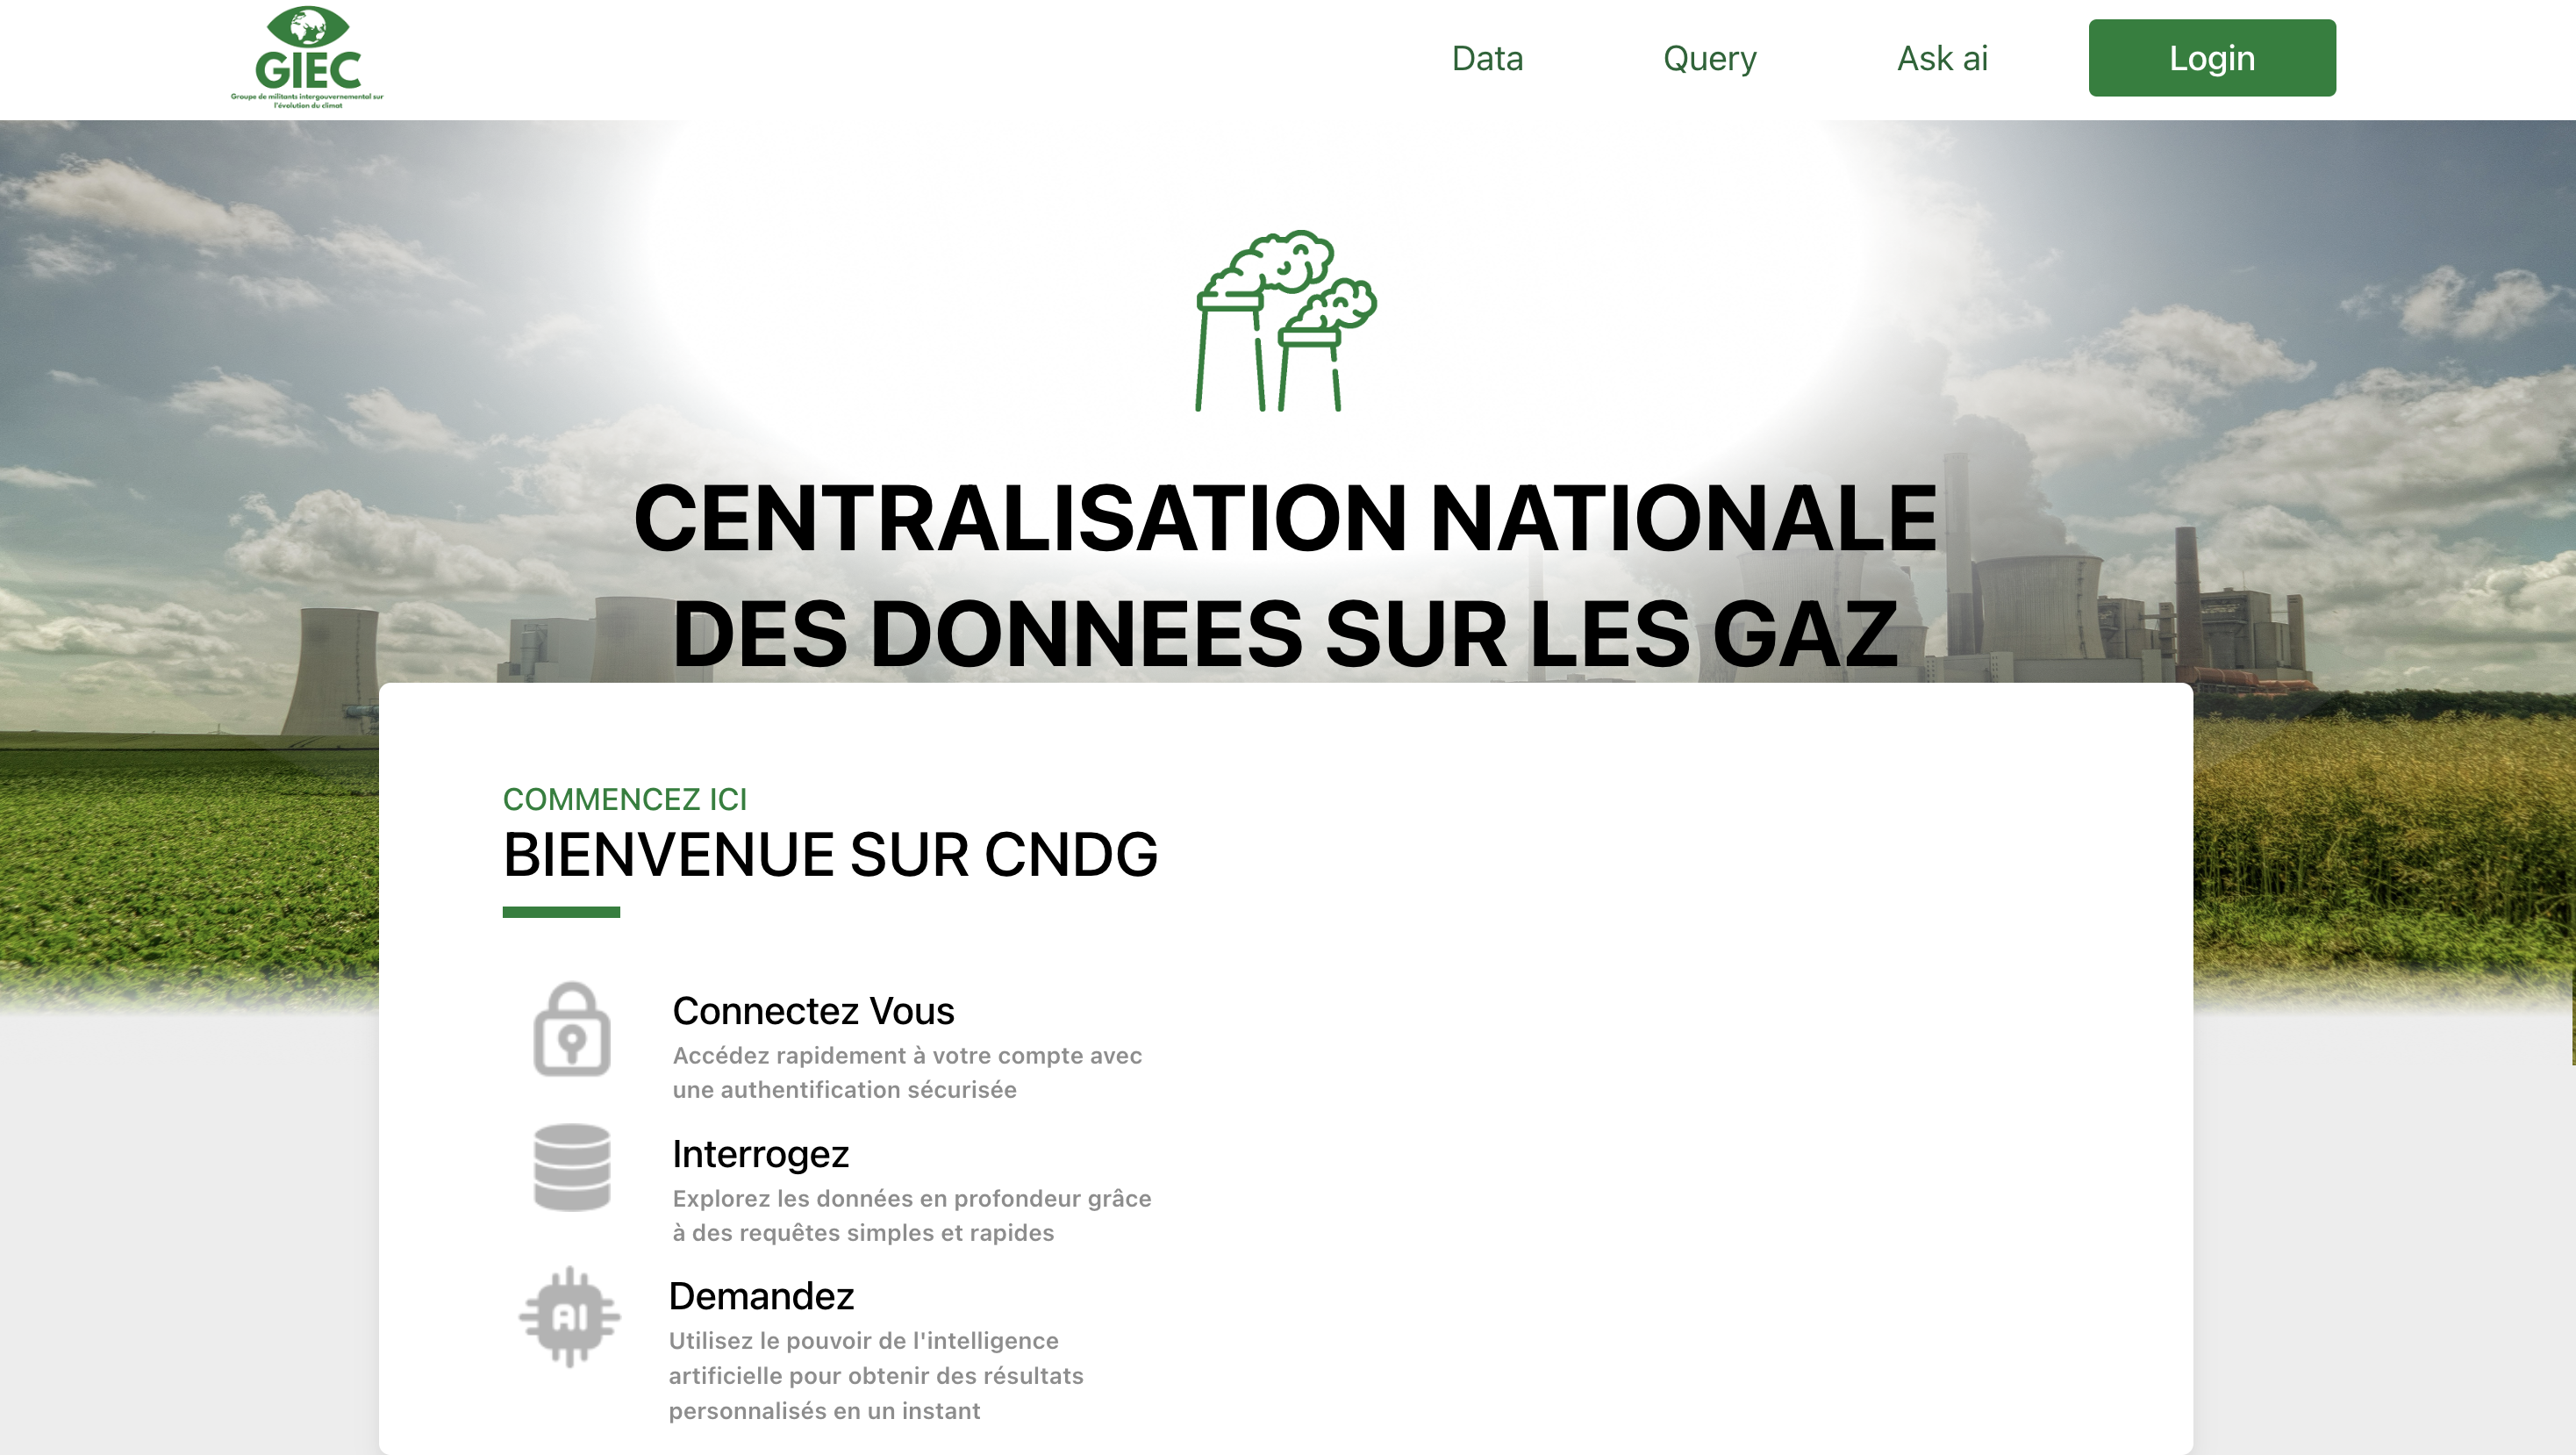 GIEC
Groupe de militants intergouvernemental sur
l'évolution du climat
Data
Query
Ask ai
Login
CENTRALISATION NATIONALE
DES DONNEES SUR LES GAZ
COMMENCEZ ICI
BIENVENUE SUR CNDG
Connectez Vous
Accédez rapidement à votre compte avec
une authentification sécurisée
Interrogez
Explorez les données en profondeur grâce
à des requêtes simples et rapides
AI
Demandez
Utilisez le pouvoir de l'intelligence
artificielle pour obtenir des résultats
personnalisés en un instant